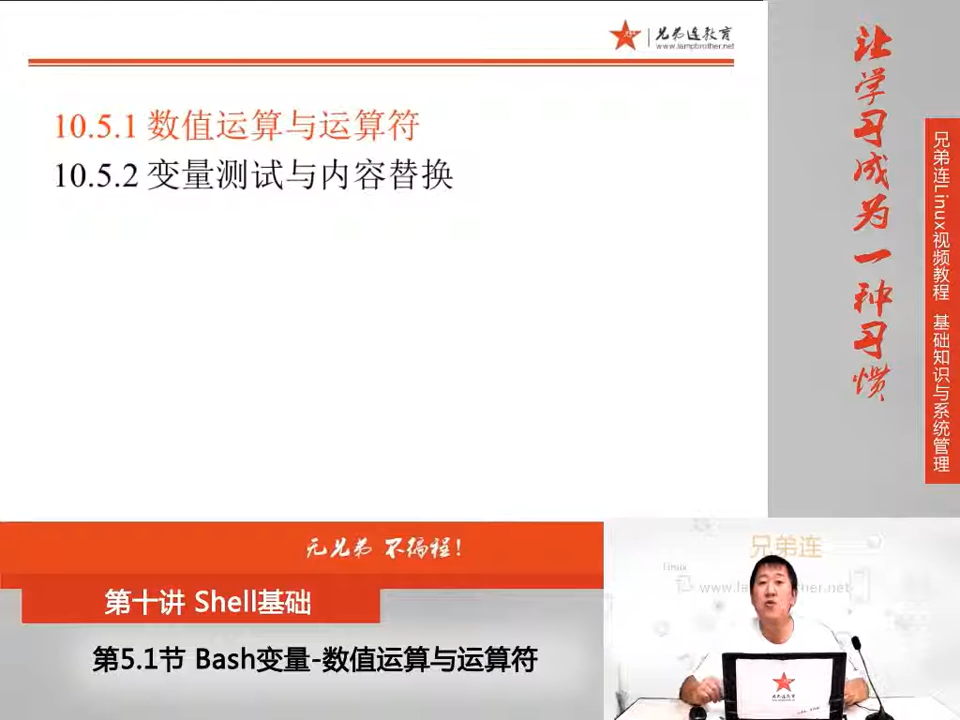 兄弟连教育
www.lampbrother.net
10.5.1 数值运算与运算符
10.5.2 变量测试与内容替换
让学习成为一种习惯
兄弟连Linux视频教程 基础知识与系统管理
无兄弟 不编程!
第十讲 Shell基础
第5.1节 Bash变量-数值运算与运算符
兄弟连
Linux